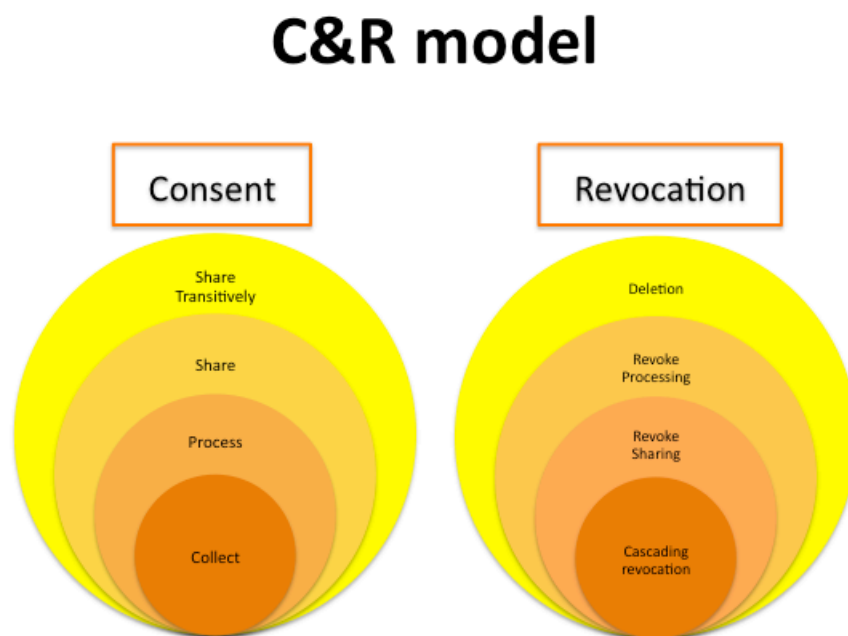 C&R model
Consent
Share
Transitively
Share
Process
Collect
Revocation
Deletion
Revoke
Processing
Revoke
Sharing
Cascading
revocation